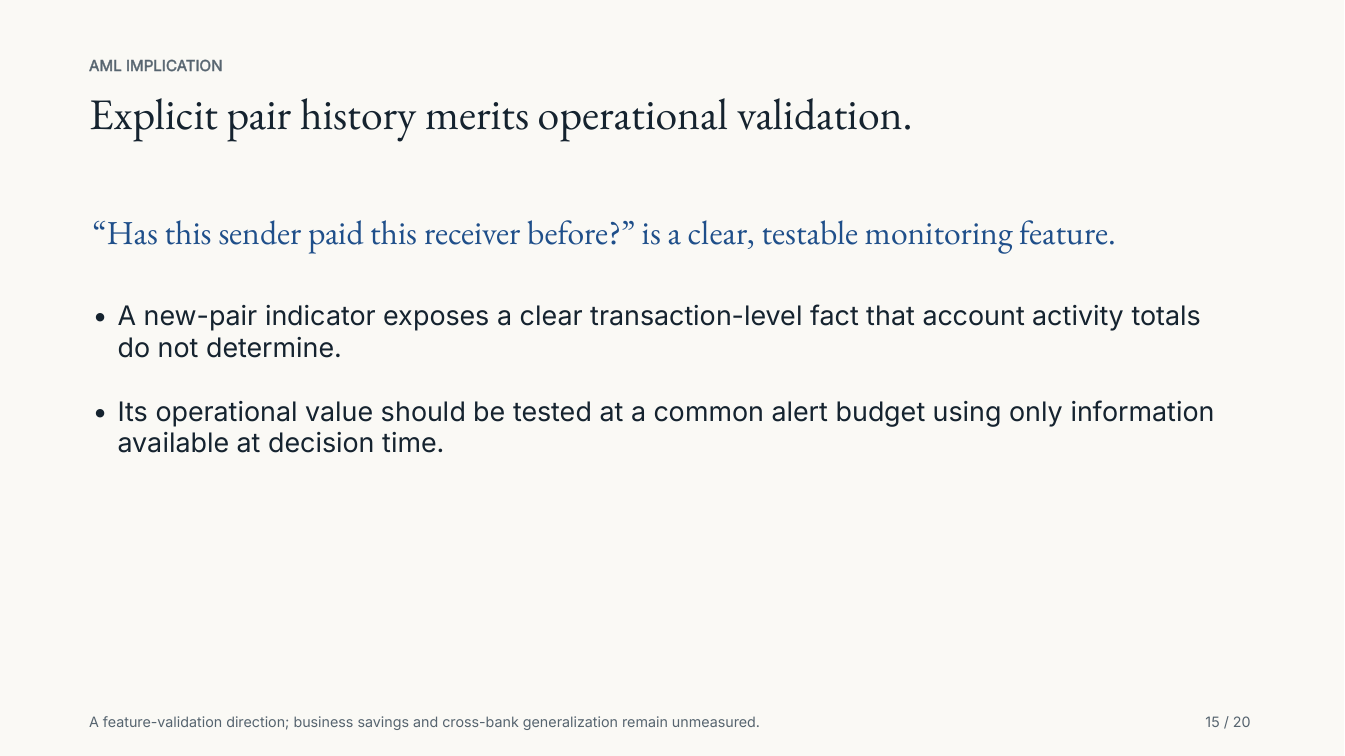 AML IMPLICATION
Explicit pair history merits operational validation.
“Has this sender paid this receiver before?” is a clear, testable monitoring feature.
• A new-pair indicator exposes a clear transaction-level fact that account activity totals
do not determine.
• Its operational value should be tested at a common alert budget using only information
available at decision time.
A feature-validation direction; business savings and cross-bank generalization remain unmeasured.
15 / 20